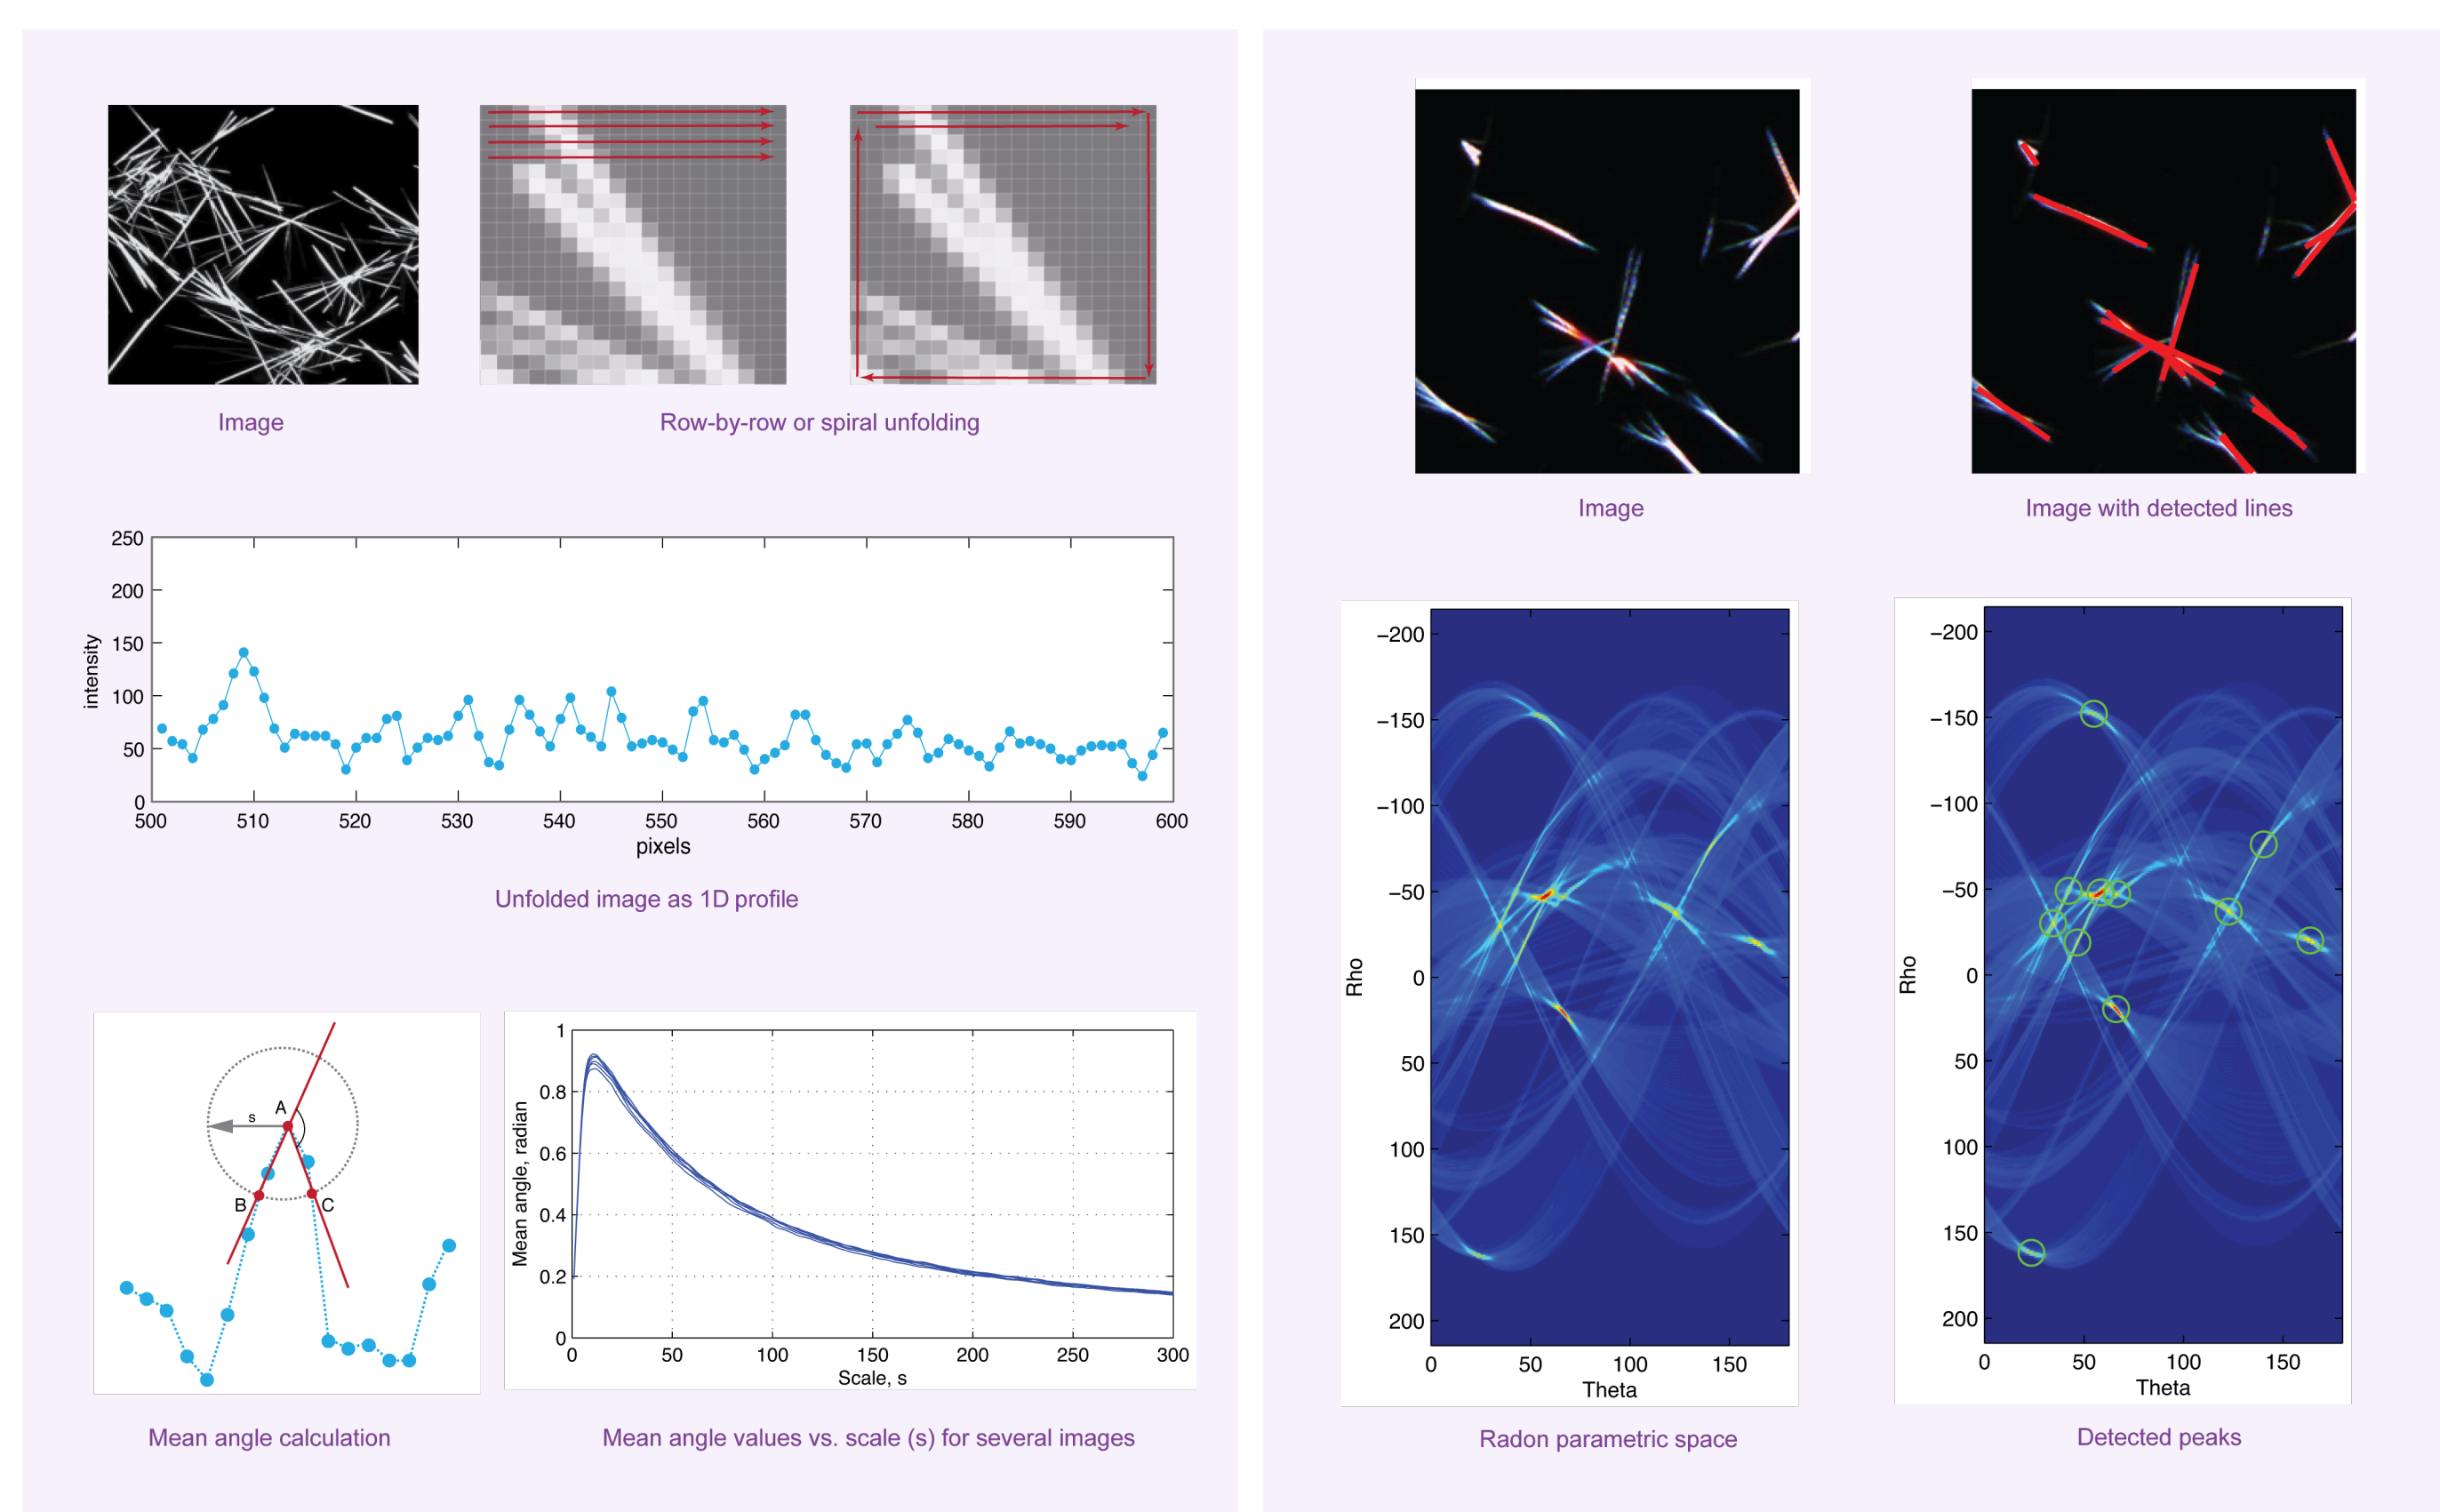 Image
Row-by-row or spiral unfolding
250
200
150
100
50
0
intensity
500 510 520 530 540 550 560 570 580 590 600
pixels
Unfolded image as 1D profile
A
s
B
C
Mean angle calculation
1
0.8
0.6
0.4
0.2
0
Mean angle, radian
0 50 100 150 200 250 300
Scale, s
Mean angle values vs. scale (s) for several images
Image
Image with detected lines
−200
−150
−100
−50
0
50
100
150
200
Rho
0 50 100 150
Theta
Radon parametric space
−200
−150
−100
−50
0
50
100
150
200
Rho
0 50 100 150
Theta
Detected peaks